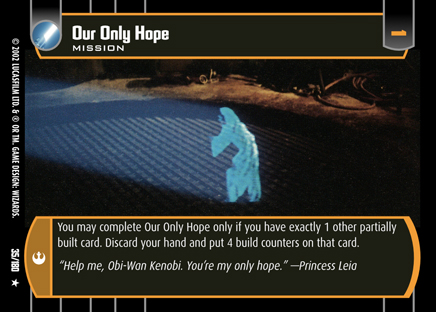 Our Only Hope
MISSION
1
You may complete Our Only Hope only if you have exactly 1 other partially
built card. Discard your hand and put 4 build counters on that card.
“Help me, Obi-Wan Kenobi. You're my only hope.” —Princess Leia
© 2002 LUCASFILM LTD. & ® OR TM. GAME DESIGN: WIZARDS.
35/180 ★